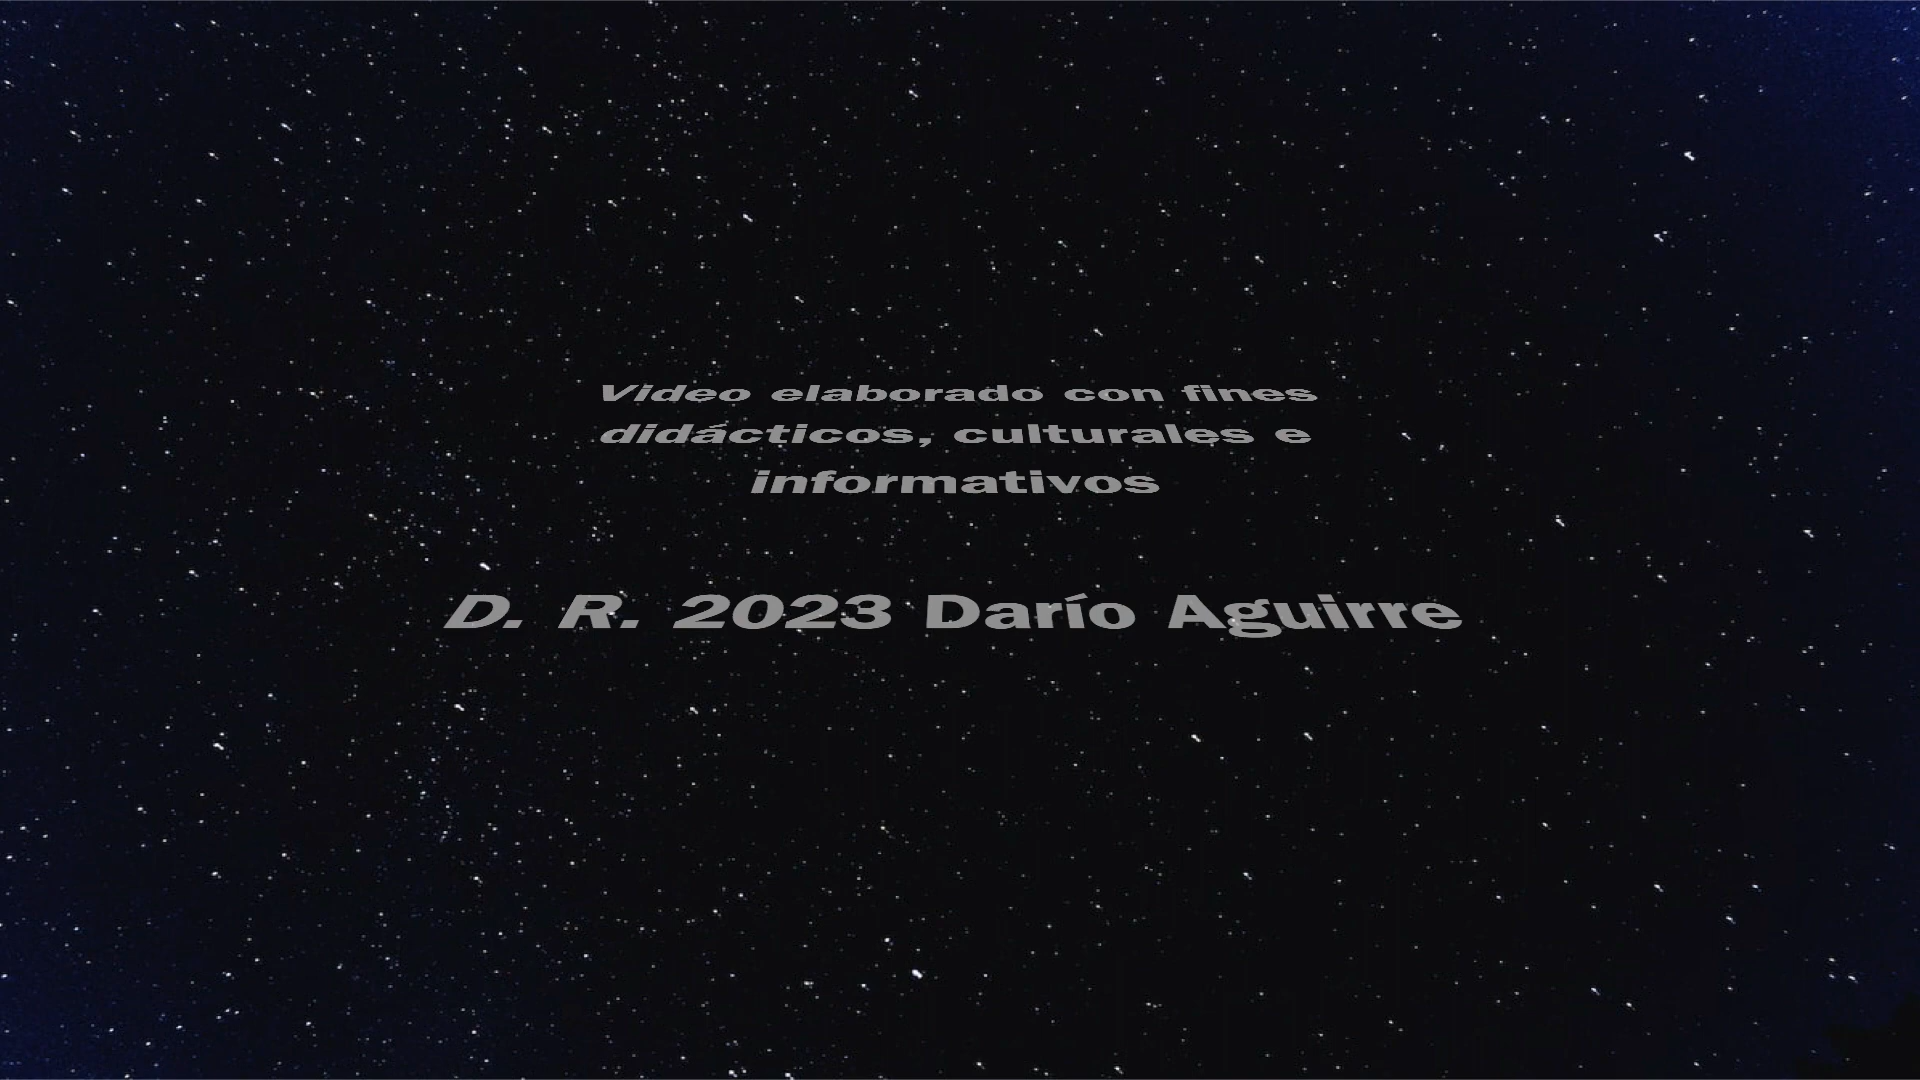 Video elaborado con fines
didácticos, culturales e
informativos
D. R. 2023 Darío Aguirre